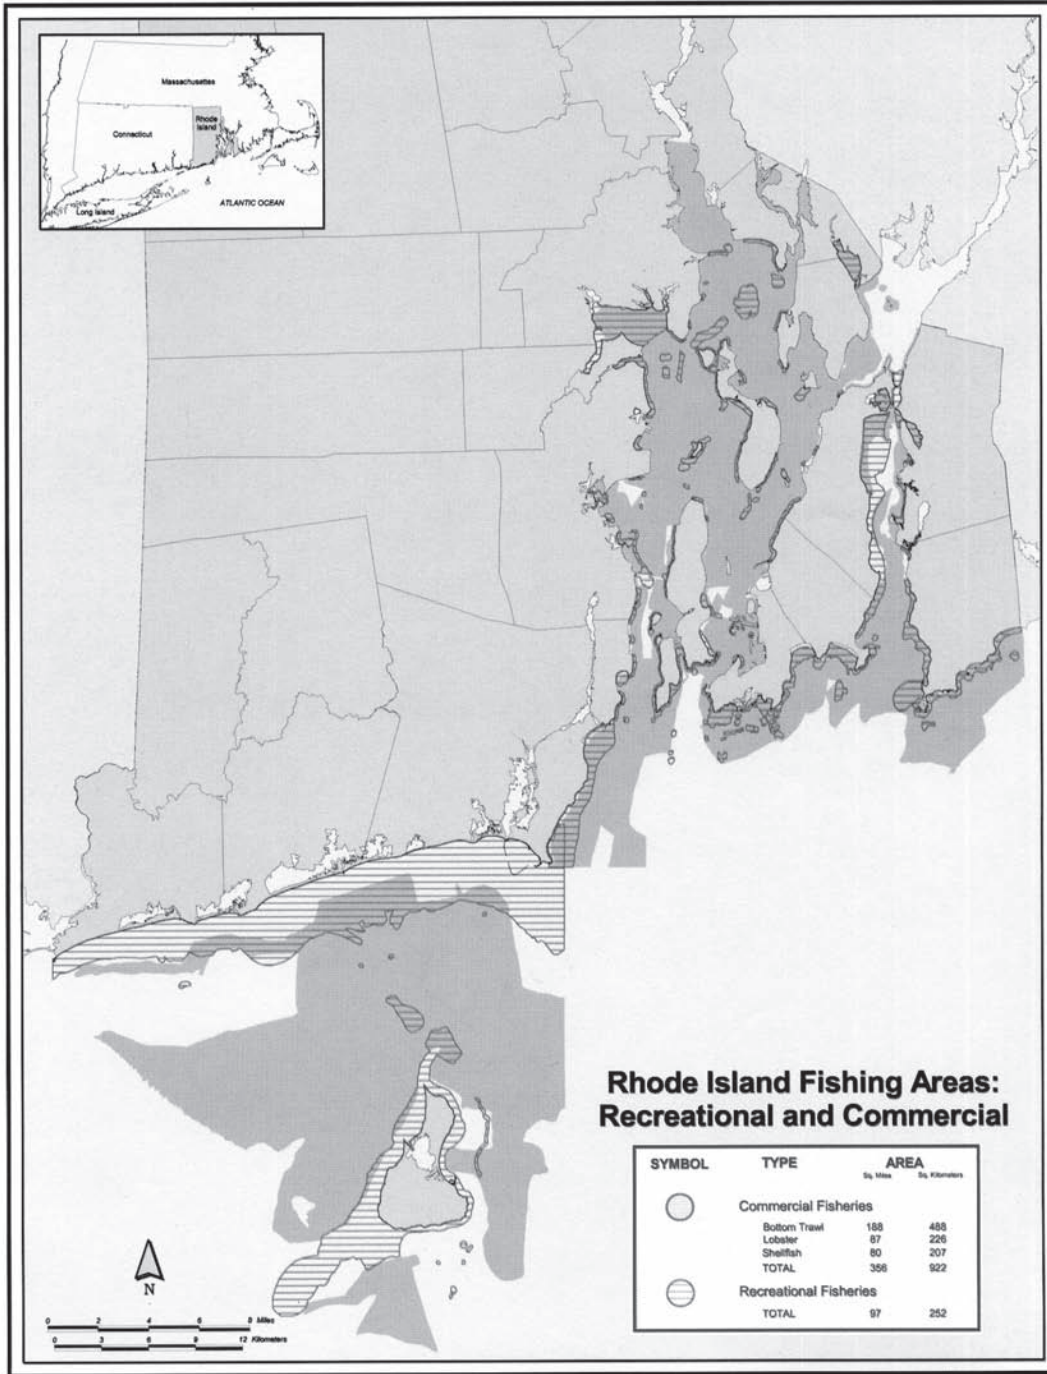 Massachusettes
Rhode
Island
Connecticut
Long Island
ATLANTIC OCEAN
Rhode Island Fishing Areas:
Recreational and Commercial
SYMBOL TYPE AREA
Sq. Miles Sq. Kilometers
Commercial Fisheries
Bottom Trawl 188 488
Lobster 87 226
Shellfish 80 207
TOTAL 356 922
Recreational Fisheries
TOTAL 97 252
N
0 2 4 6 8 Miles
0 3 6 9 12 Kilometers